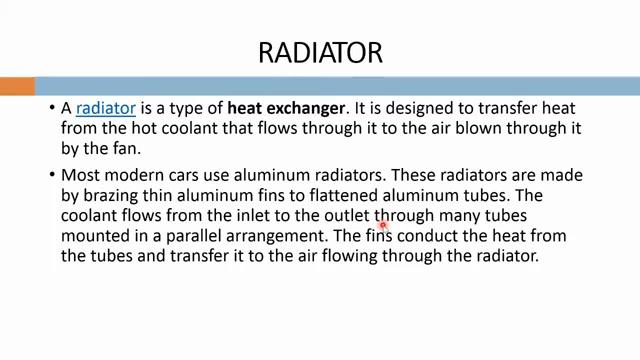 RADIATOR
• A radiator is a type of heat exchanger. It is designed to transfer heat
from the hot coolant that flows through it to the air blown through it
by the fan.
• Most modern cars use aluminum radiators. These radiators are made
by brazing thin aluminum fins to flattened aluminum tubes. The
coolant flows from the inlet to the outlet through many tubes
mounted in a parallel arrangement. The fins conduct the heat from
the tubes and transfer it to the air flowing through the radiator.